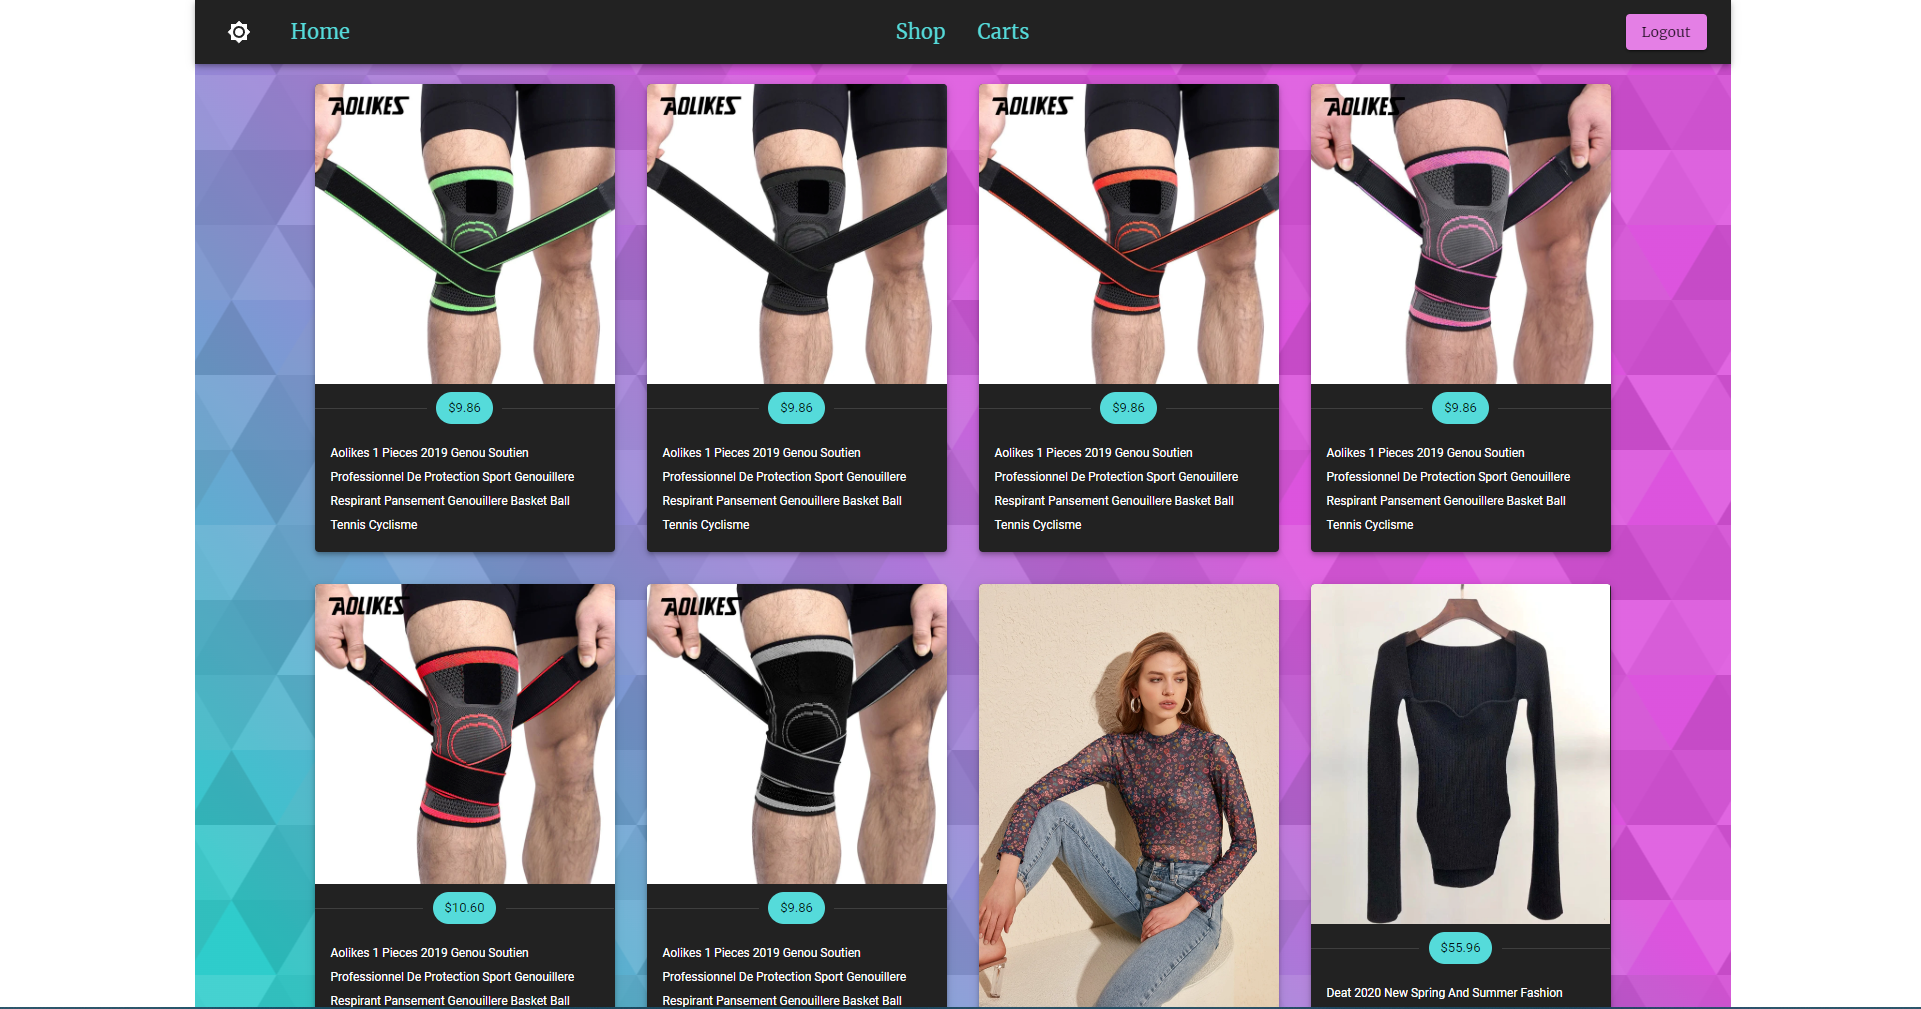 Home
Shop
Carts
Logout
AOLIKES
AOLIKES
AOLIKES
AOLIKES
$9.86
$9.86
$9.86
$9.86
Aolikes 1 Pieces 2019 Genou Soutien
Professionnel De Protection Sport Genouillere
Respirant Pansement Genouillere Basket Ball
Tennis Cyclisme
Aolikes 1 Pieces 2019 Genou Soutien
Professionnel De Protection Sport Genouillere
Respirant Pansement Genouillere Basket Ball
Tennis Cyclisme
Aolikes 1 Pieces 2019 Genou Soutien
Professionnel De Protection Sport Genouillere
Respirant Pansement Genouillere Basket Ball
Tennis Cyclisme
Aolikes 1 Pieces 2019 Genou Soutien
Professionnel De Protection Sport Genouillere
Respirant Pansement Genouillere Basket Ball
Tennis Cyclisme
AOLIKES
AOLIKES
$10.60
$9.86
$55.96
Aolikes 1 Pieces 2019 Genou Soutien
Professionnel De Protection Sport Genouillere
Respirant Pansement Genouillere Basket Ball
Aolikes 1 Pieces 2019 Genou Soutien
Professionnel De Protection Sport Genouillere
Respirant Pansement Genouillere Basket Ball
Deat 2020 New Spring And Summer Fashion